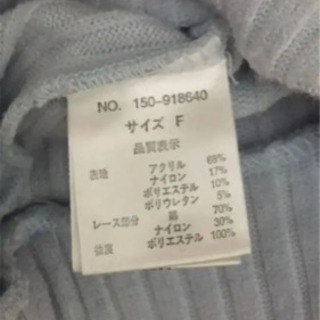 NO. 150-918640
サイズ F
品質表示
表地 アクリル 68%
ナイロン 17%
ポリエステル 10%
ポリウレタン 5%
レース部分 綿 70%
ナイロン 30%
ポリエステル 100%